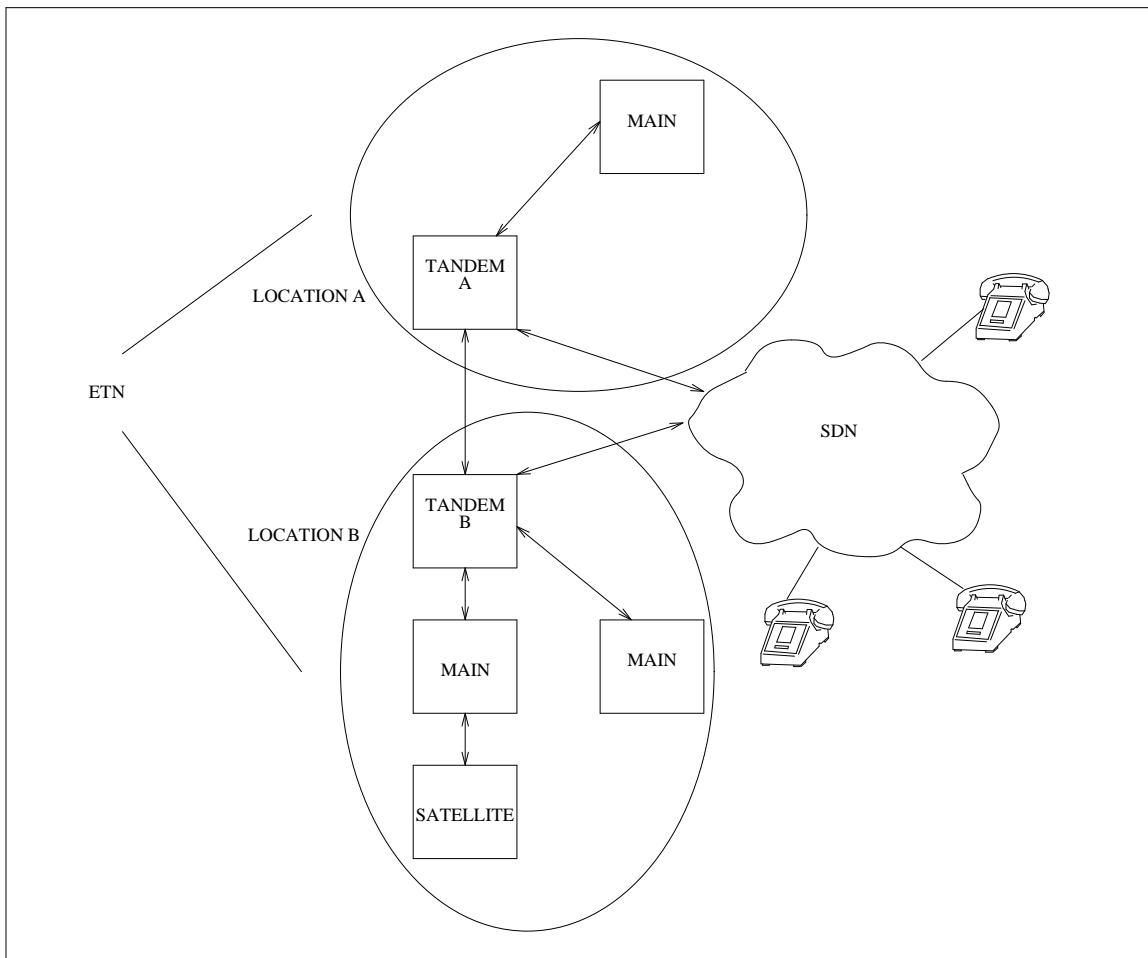 MAIN
TANDEM
A
LOCATION A
ETN
SDN
TANDEM
B
LOCATION B
MAIN
MAIN
SATELLITE